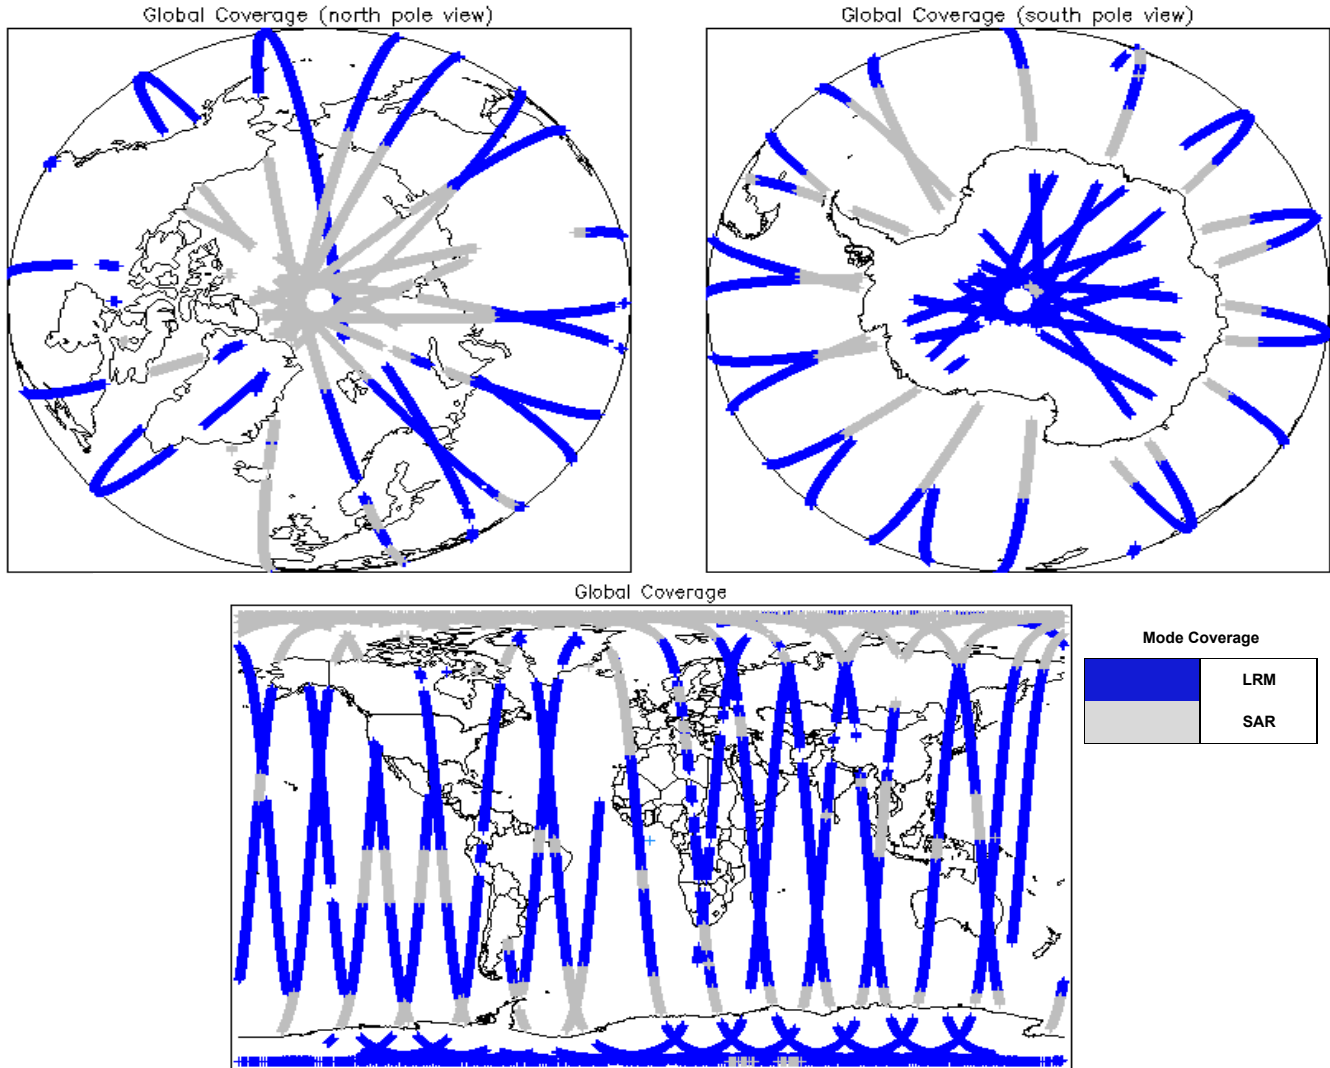 Global Coverage (north pole view)
Global Coverage (south pole view)
Global Coverage
Mode Coverage
LRM
SAR